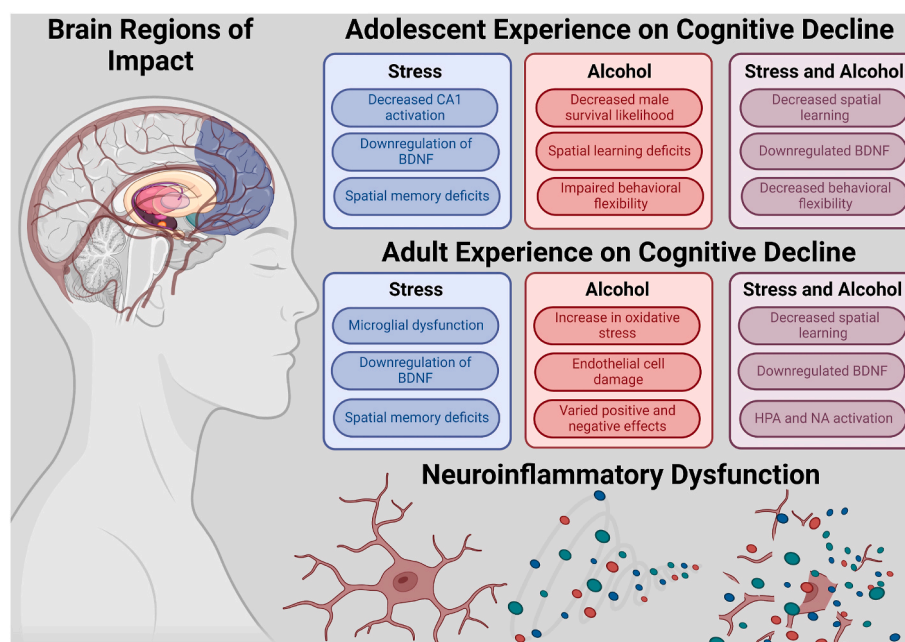 Brain Regions of
Impact
Adolescent Experience on Cognitive Decline
Stress
Decreased CA1
activation
Downregulation of
BDNF
Spatial memory deficits
Alcohol
Decreased male
survival likelihood
Spatial learning deficits
Impaired behavioral
flexibility
Stress and Alcohol
Decreased spatial
learning
Downregulated BDNF
Decreased behavioral
flexibility
Adult Experience on Cognitive Decline
Stress
Microglial dysfunction
Downregulation of
BDNF
Spatial memory deficits
Alcohol
Increase in oxidative
stress
Endothelial cell
damage
Varied positive and
negative effects
Stress and Alcohol
Decreased spatial
learning
Downregulated BDNF
HPA and NA activation
Neuroinflammatory Dysfunction